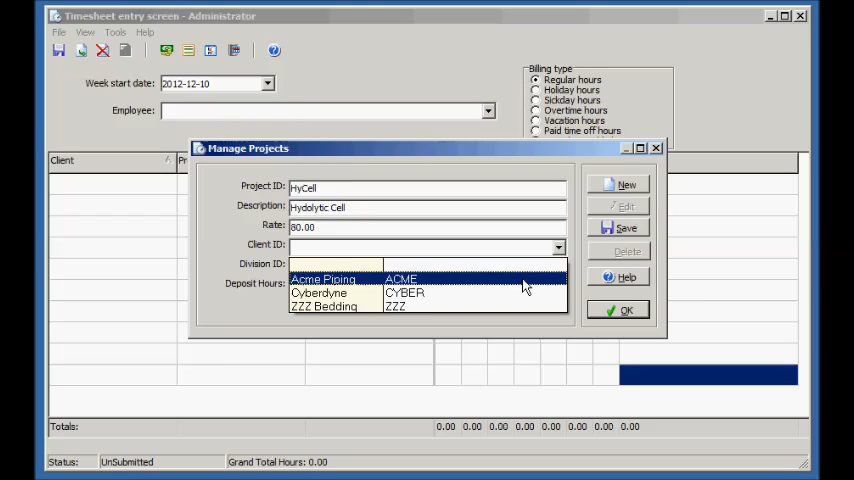 Timesheet entry screen - Administrator
File View Tools Help
Week start date: 2012-12-10
Employee:
Billing type
Regular hours
Holiday hours
Sickday hours
Overtime hours
Vacation hours
Paid time off hours
Client
Manage Projects
Project ID: HyCell
Description: Hydolytic Cell
Rate: 80.00
Client ID:
Division ID:
Acme Piping ACME
Deposit Hours:
Cyberdyne CYBER
ZZZ Bedding ZZZ
New
Edit
Save
Delete
Help
OK
Totals: 0.00 0.00 0.00 0.00 0.00 0.00 0.00 0.00
Status: UnSubmitted Grand Total Hours: 0.00